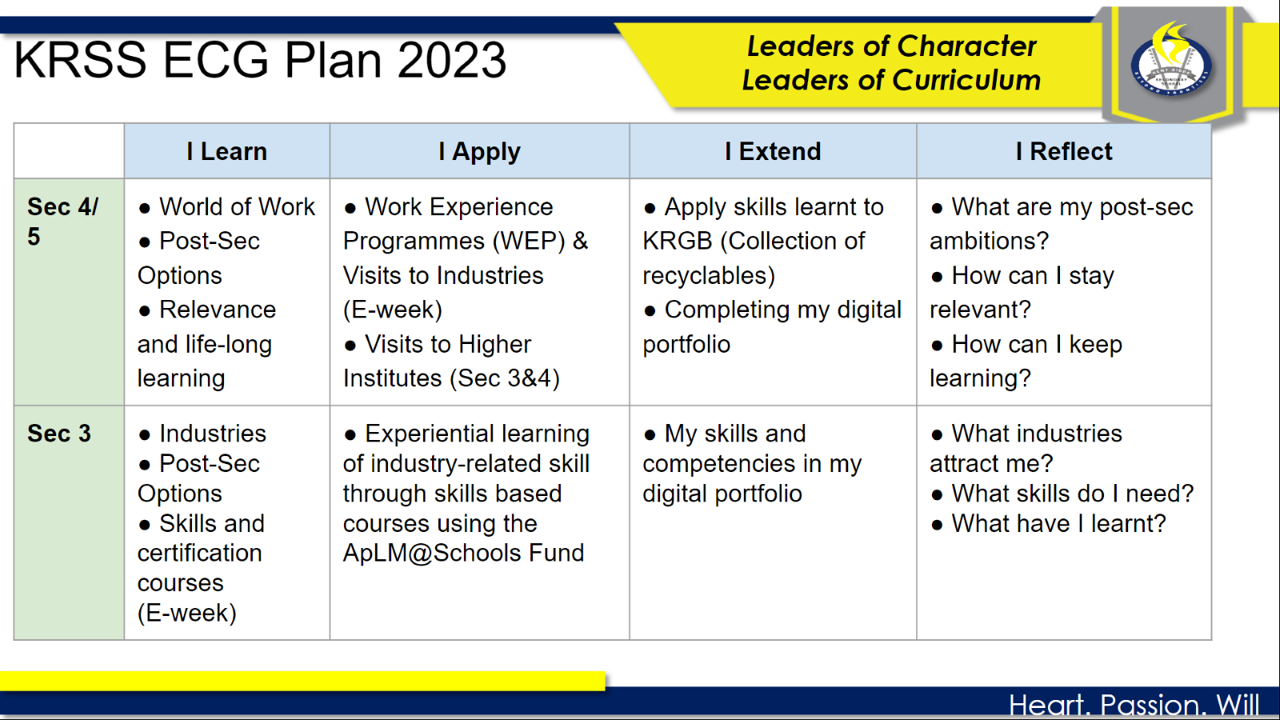 KRSS ECG Plan 2023
Leaders of Character
Leaders of Curriculum
I Learn
I Apply
I Extend
I Reflect
Sec 4/
5
● World of Work
● Post-Sec
Options
● Relevance
and life-long
learning
● Work Experience
Programmes (WEP) &
Visits to Industries
(E-week)
● Visits to Higher
Institutes (Sec 3&4)
● Apply skills learnt to
KRGB (Collection of
recyclables)
● Completing my digital
portfolio
● What are my post-sec
ambitions?
● How can I stay
relevant?
● How can I keep
learning?
Sec 3
● Industries
● Post-Sec
Options
● Skills and
certification
courses
(E-week)
● Experiential learning
of industry-related skill
through skills based
courses using the
ApLM@Schools Fund
● My skills and
competencies in my
digital portfolio
● What industries
attract me?
● What skills do I need?
● What have I learnt?
Heart. Passion. Will